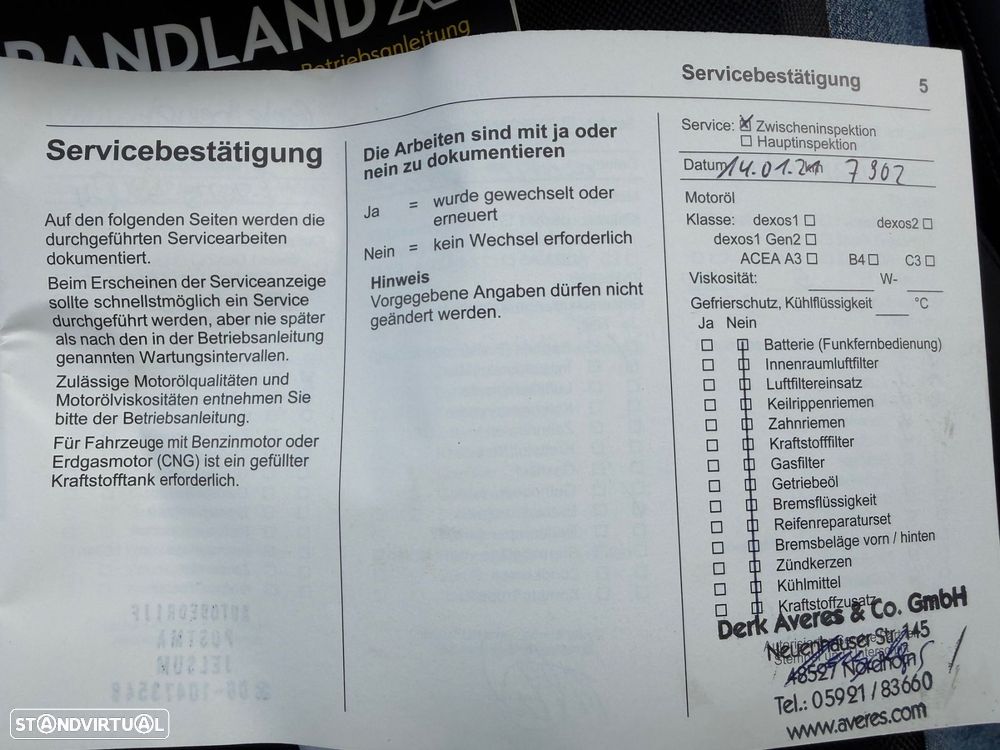 RANDLAND X
Betriebsanleitung
Servicebestätigung 5
Servicebestätigung
Auf den folgenden Seiten werden die
durchgeführten Servicearbeiten
dokumentiert.
Beim Erscheinen der Serviceanzeige
sollte schnellstmöglich ein Service
durchgeführt werden, aber nie später
als nach den in der Betriebsanleitung
genannten Wartungsintervallen.
Zulässige Motorölqualitäten und
Motorölviskositäten entnehmen Sie
bitte der Betriebsanleitung.
Für Fahrzeuge mit Benzinmotor oder
Erdgasmotor (CNG) ist ein gefüllter
Kraftstofftank erforderlich.
Die Arbeiten sind mit ja oder
nein zu dokumentieren
Ja = wurde gewechselt oder
erneuert
Nein = kein Wechsel erforderlich
Hinweis
Vorgegebene Angaben dürfen nicht
geändert werden.
Service: Zwischeninspektion
Hauptinspektion
Datum 14.01.21 km 7902
Motoröl
Klasse: dexos1 dexos2
dexos1 Gen2
ACEA A3 B4 C3
Viskosität: W-
Gefrierschutz, Kühlflüssigkeit °C
Ja Nein
Batterie (Funkfernbedienung)
Innenraumluftfilter
Luftfiltereinsatz
Keilrippenriemen
Zahnriemen
Kraftstofffilter
Gasfilter
Getriebeöl
Bremsflüssigkeit
Reifenreparaturset
Bremsbeläge vorn / hinten
Zündkerzen
Kühlmittel
Kraftstoffzusatz
Derk Averes & Co. GmbH
Neuenhauser Str. 145
48527 Nordhorn
Tel.: 05921 / 83660
www.averes.com
STANDVIRTUAL